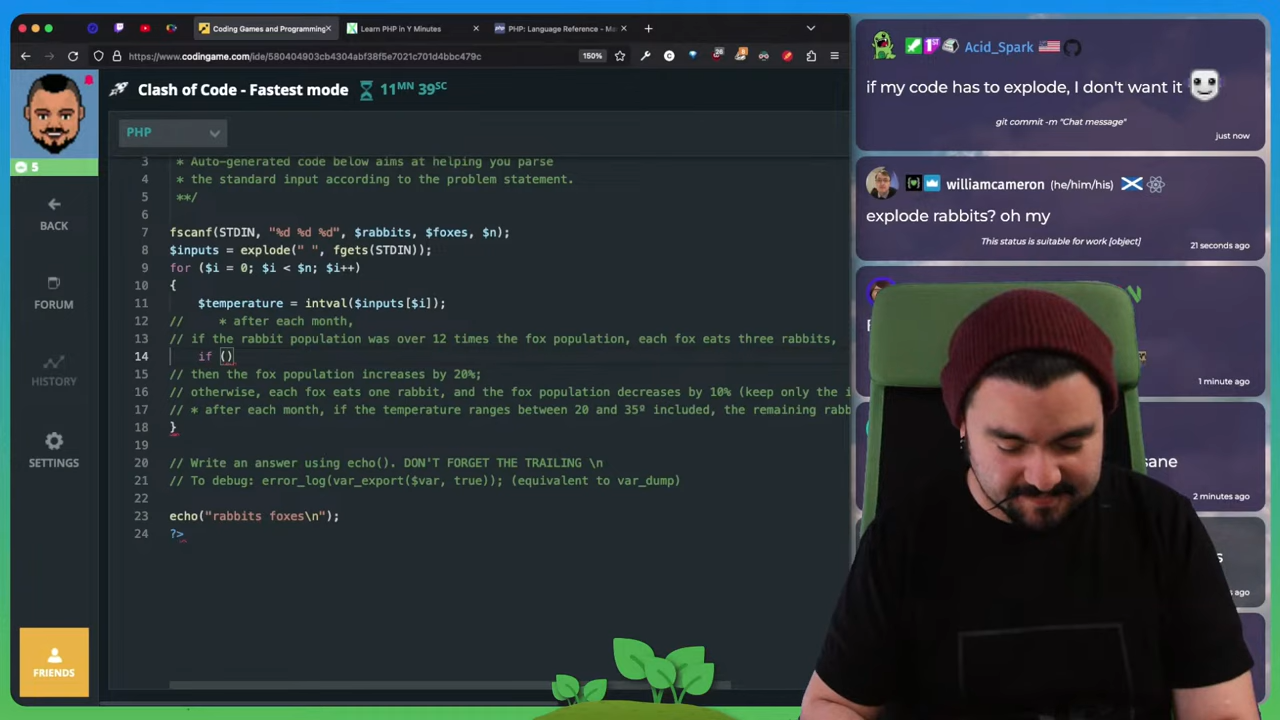 Coding Games and Programming
Learn PHP in Y Minutes
PHP: Language Reference - Ma
https://www.codingame.com/ide/580404903cb4304abf38f5e7021c701d4bbc479c
150%
Clash of Code - Fastest mode
11MN 39SC
5
BACK
FORUM
HISTORY
SETTINGS
FRIENDS
PHP
3 * Auto-generated code below aims at helping you parse
4 * the standard input according to the problem statement.
5 **/
6
7 fscanf(STDIN, "%d %d %d", $rabbits, $foxes, $n);
8 $inputs = explode(" ", fgets(STDIN));
9 for ($i = 0; $i < $n; $i++)
10 {
11 $temperature = intval($inputs[$i]);
12 // * after each month,
13 // if the rabbit population was over 12 times the fox population, each fox eats three rabbits,
14 if ()
15 // then the fox population increases by 20%;
16 // otherwise, each fox eats one rabbit, and the fox population decreases by 10% (keep only the i
17 // * after each month, if the temperature ranges between 20 and 35º included, the remaining rabb
18 }
19
20 // Write an answer using echo(). DON'T FORGET THE TRAILING \n
21 // To debug: error_log(var_export($var, true)); (equivalent to var_dump)
22
23 echo("rabbits foxes\n");
24 ?>
Acid_Spark
if my code has to explode, I don't want it
git commit -m "Chat message"
just now
williamcameron (he/him/his)
explode rabbits? oh my
This status is suitable for work [object]
21 seconds ago
1 minute ago
2 minutes ago